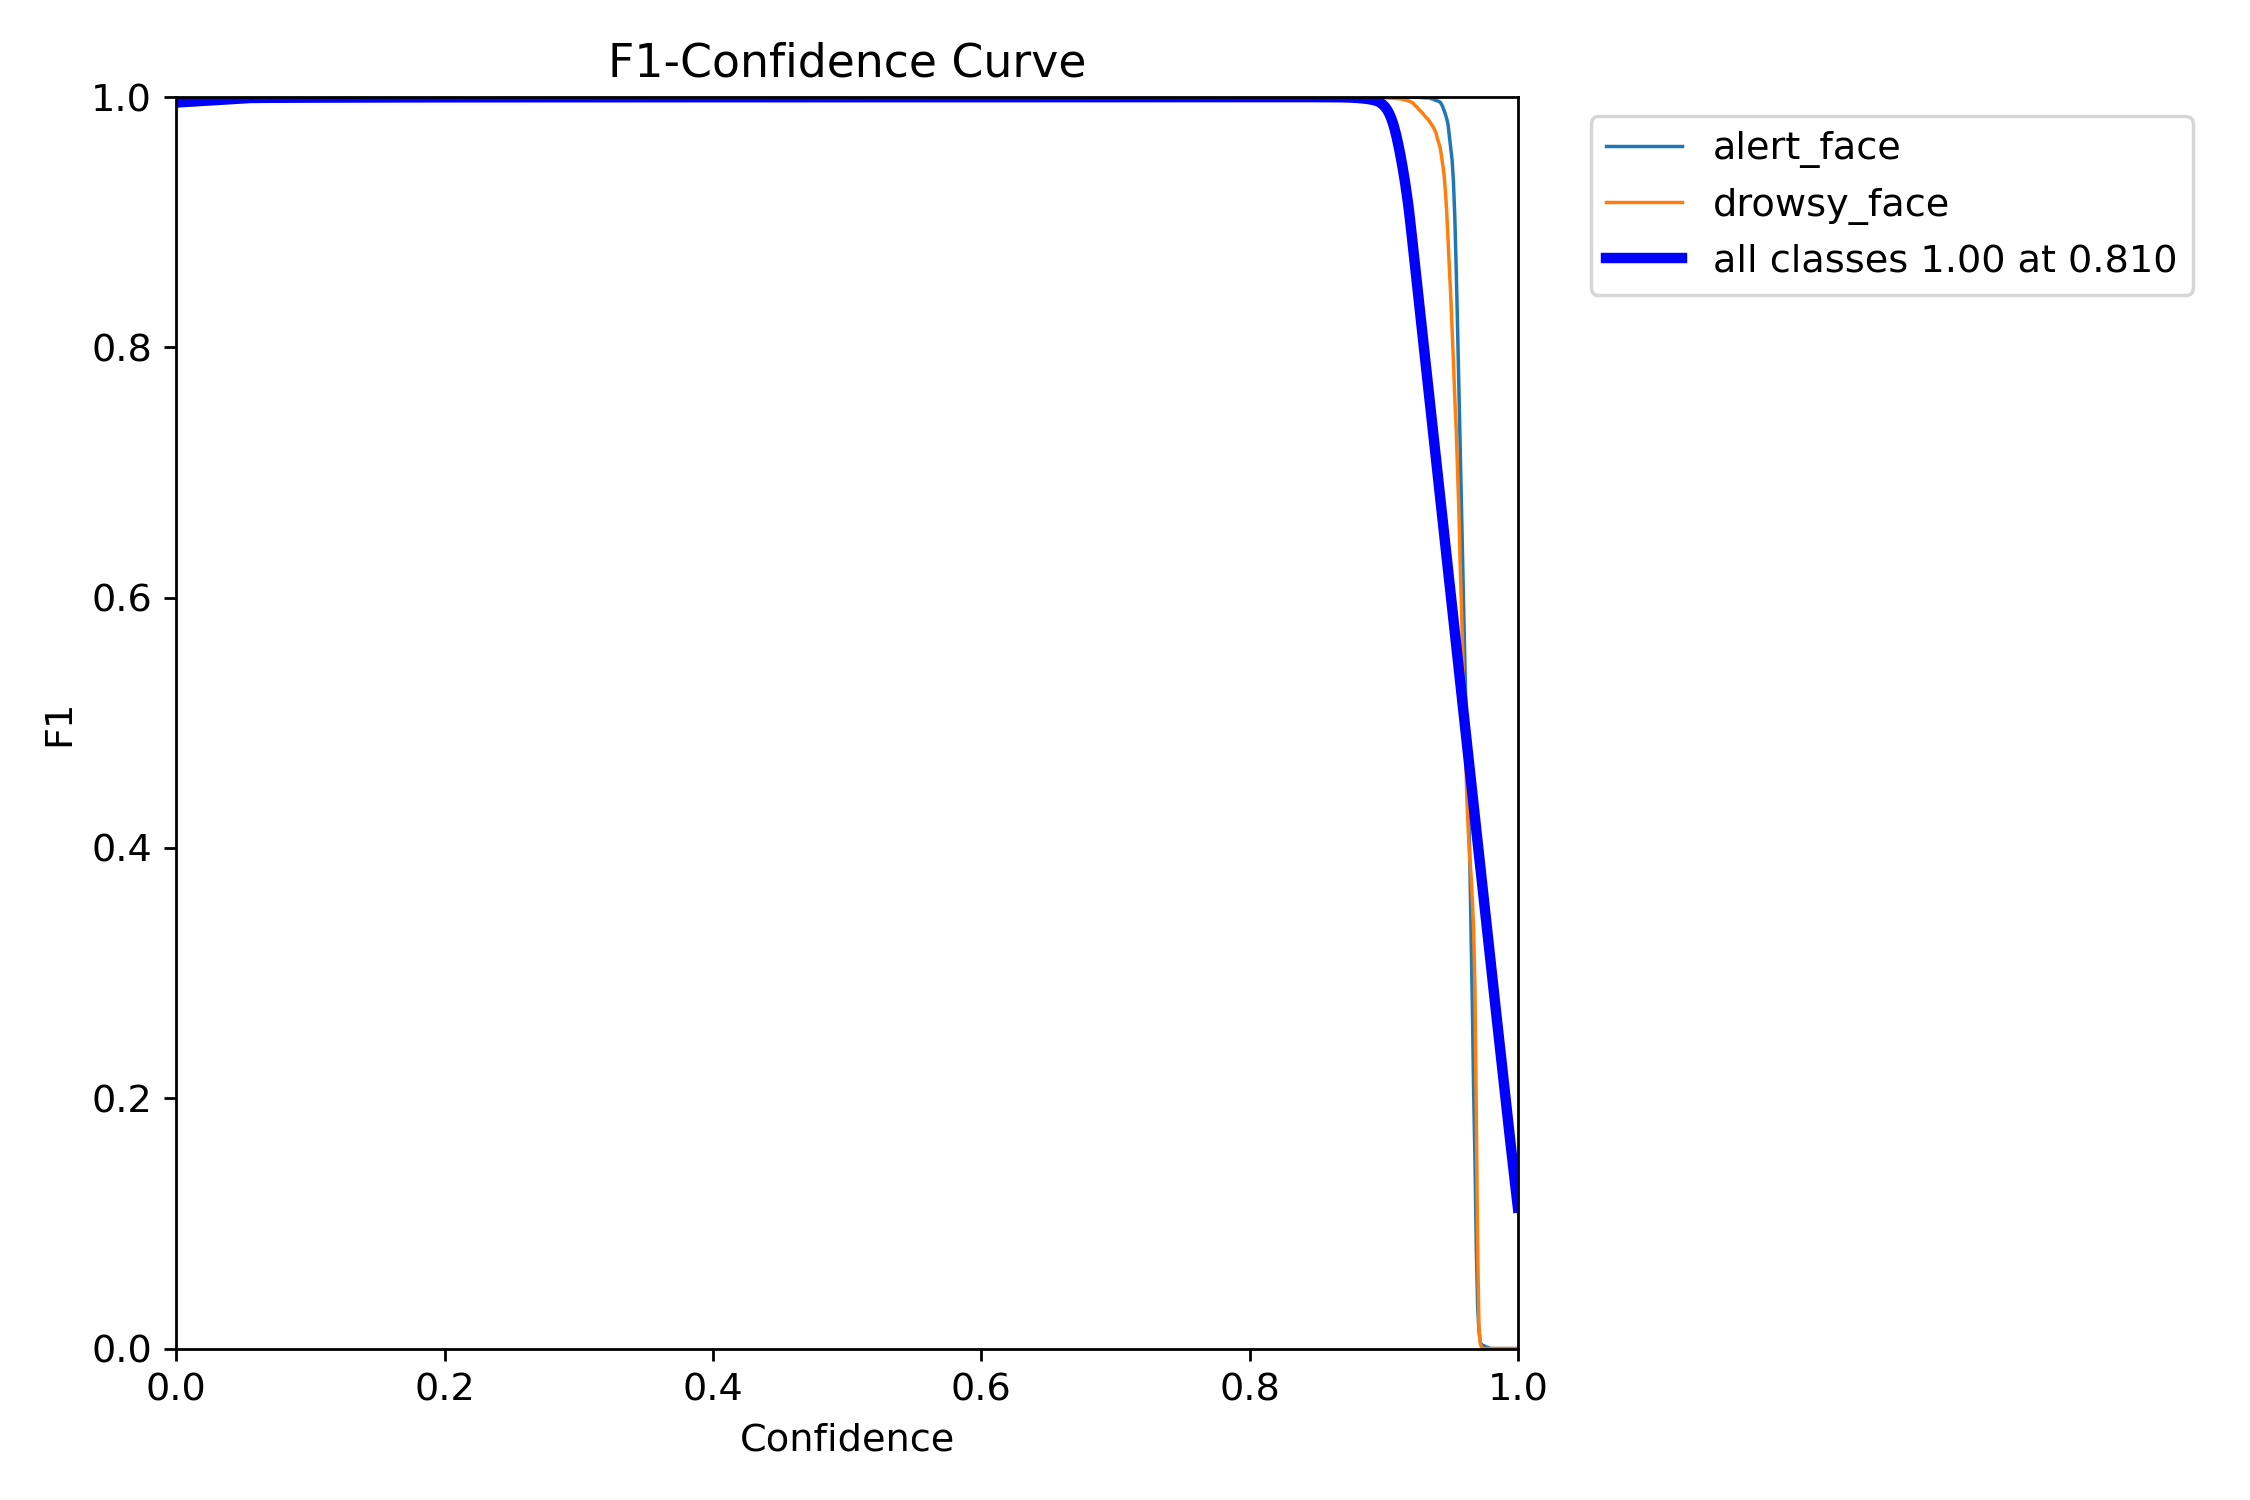 F1-Confidence Curve
1.0
0.8
0.6
0.4
0.2
0.0
F1
0.0 0.2 0.4 0.6 0.8 1.0
Confidence
alert_face
drowsy_face
all classes 1.00 at 0.810